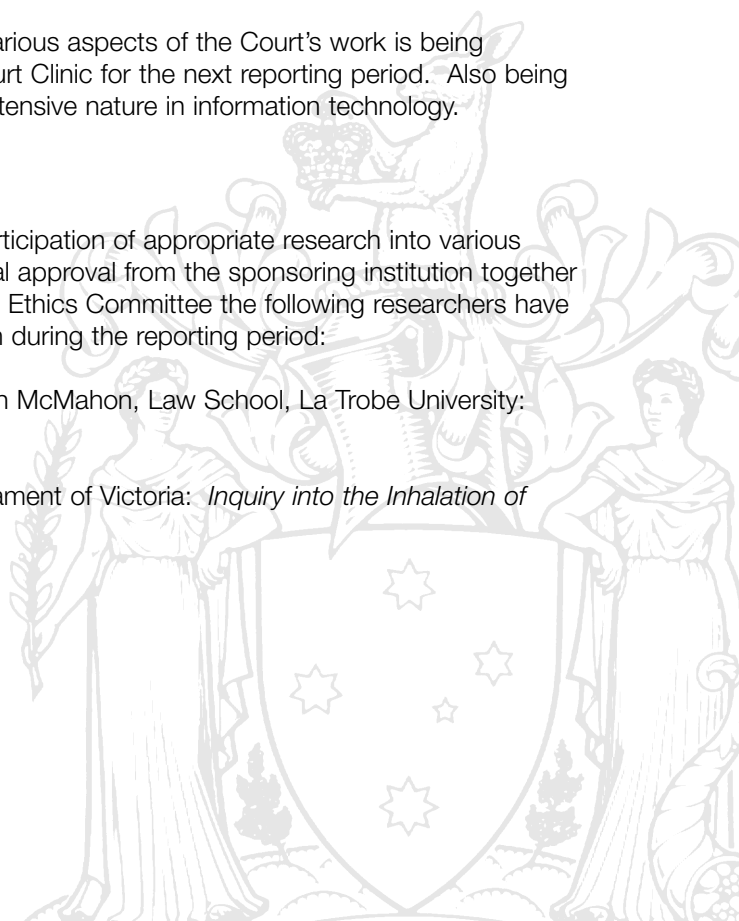 arious aspects of the Court's work is being
urt Clinic for the next reporting period.  Also being
tensive nature in information technology.
rticipation of appropriate research into various
al approval from the sponsoring institution together
Ethics Committee the following researchers have
n during the reporting period:
n McMahon, Law School, La Trobe University:
ament of Victoria:  Inquiry into the Inhalation of